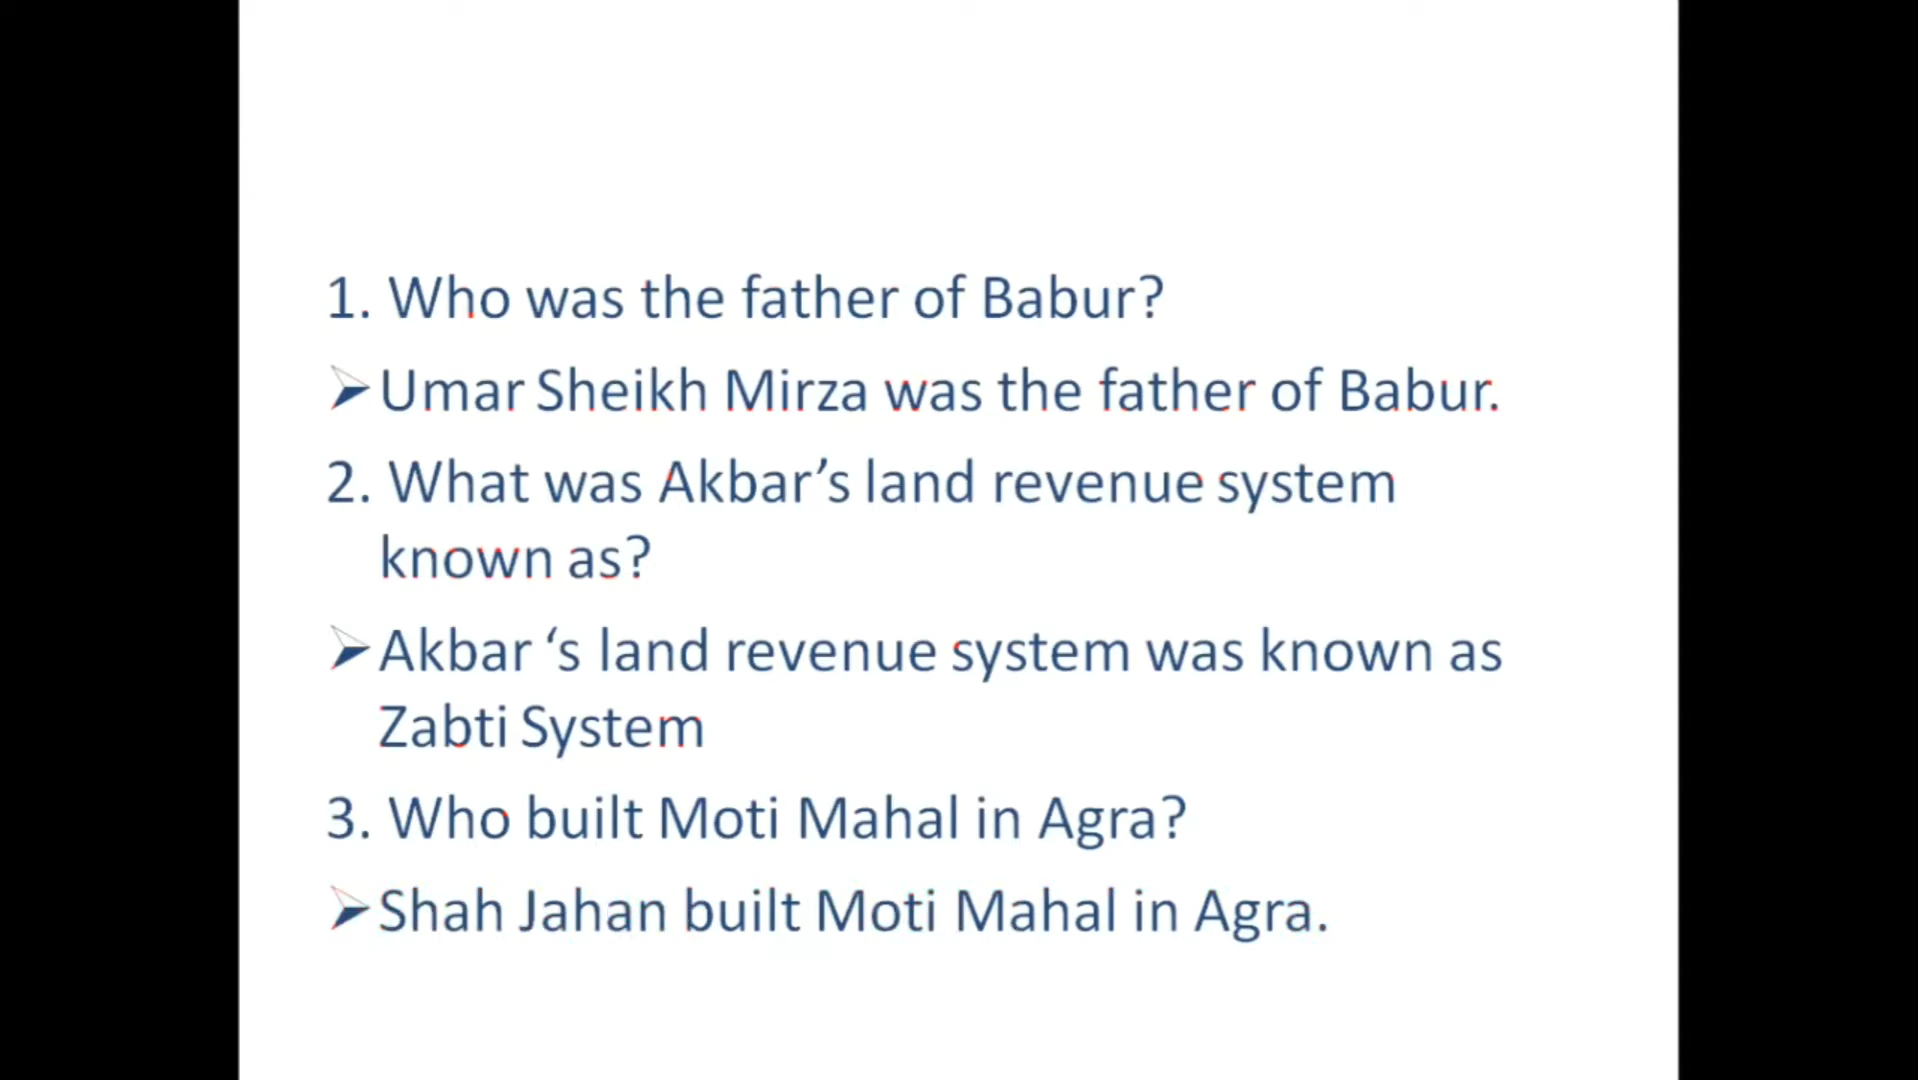 1. Who was the father of Babur?
➢Umar Sheikh Mirza was the father of Babur.
2. What was Akbar’s land revenue system
known as?
➢Akbar ‘s land revenue system was known as
Zabti System
3. Who built Moti Mahal in Agra?
➢Shah Jahan built Moti Mahal in Agra.